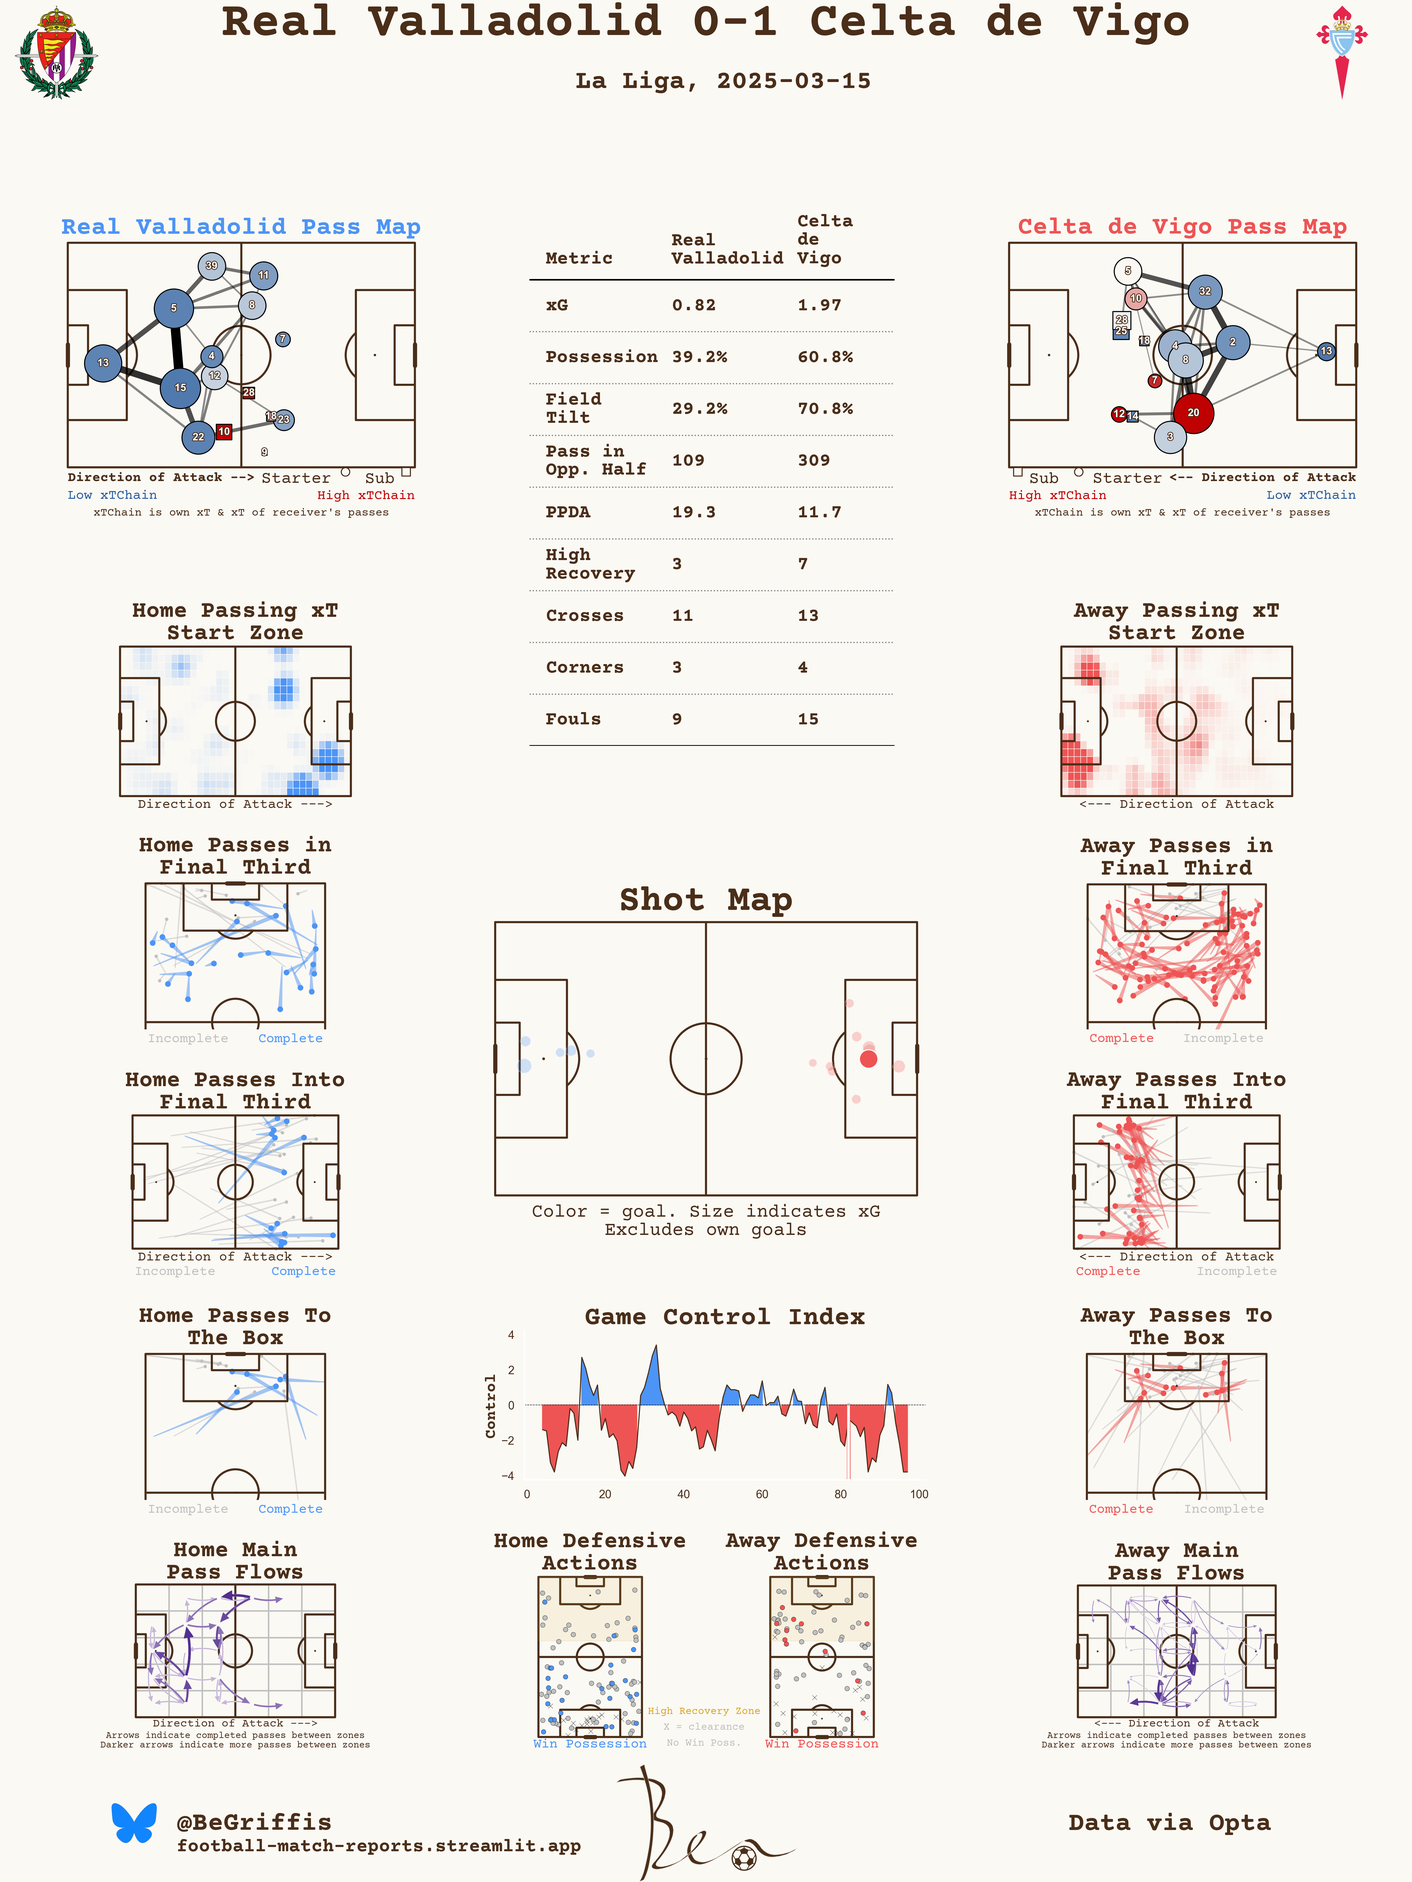 Real Valladolid 0-1 Celta de Vigo
La Liga, 2025-03-15
Real Valladolid Pass Map
39
11
5
8
7
4
13
12
15
28
18
23
10
22
9
Direction of Attack --> Starter Sub
Low xTChain High xTChain
xTChain is own xT & xT of receiver's passes
Metric Real Valladolid Celta de Vigo
xG 0.82 1.97
Possession 39.2% 60.8%
Field Tilt 29.2% 70.8%
Pass in Opp. Half 109 309
PPDA 19.3 11.7
High Recovery 3 7
Crosses 11 13
Corners 3 4
Fouls 9 15
Celta de Vigo Pass Map
5
32
10
28
25
18
4
2
8
13
7
12
14
20
3
Sub Starter <-- Direction of Attack
High xTChain Low xTChain
xTChain is own xT & xT of receiver's passes
Home Passing xT
Start Zone
Direction of Attack --->
Away Passing xT
Start Zone
<--- Direction of Attack
Home Passes in
Final Third
Incomplete Complete
Away Passes in
Final Third
Complete Incomplete
Shot Map
Color = goal. Size indicates xG
Excludes own goals
Home Passes Into
Final Third
Direction of Attack --->
Incomplete Complete
Away Passes Into
Final Third
<--- Direction of Attack
Complete Incomplete
Home Passes To
The Box
Incomplete Complete
Game Control Index
Control
4
2
0
−2
−4
0 20 40 60 80 100
Away Passes To
The Box
Complete Incomplete
Home Main
Pass Flows
Direction of Attack --->
Arrows indicate completed passes between zones
Darker arrows indicate more passes between zones
Home Defensive
Actions
Win Possession
High Recovery Zone
X = clearance
No Win Poss.
Away Defensive
Actions
Win Possession
Away Main
Pass Flows
<--- Direction of Attack
Arrows indicate completed passes between zones
Darker arrows indicate more passes between zones
@BeGriffis
football-match-reports.streamlit.app
Ben
Data via Opta